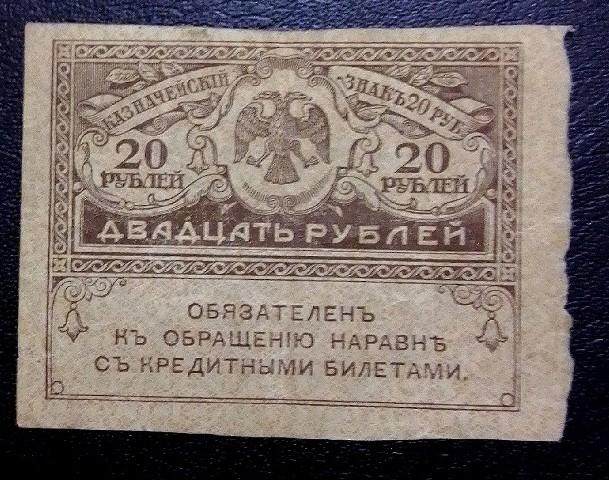 КАЗНАЧЕЙСКІЙ ЗНАКЪ 20 РУБ.
20 РУБЛЕЙ
20 РУБЛЕЙ
ДВАДЦАТЬ РУБЛЕЙ
ОБЯЗАТЕЛЕНЪ
КЪ ОБРАЩЕНІЮ НАРАВНѢ
СЪ КРЕДИТНЫМИ БИЛЕТАМИ.